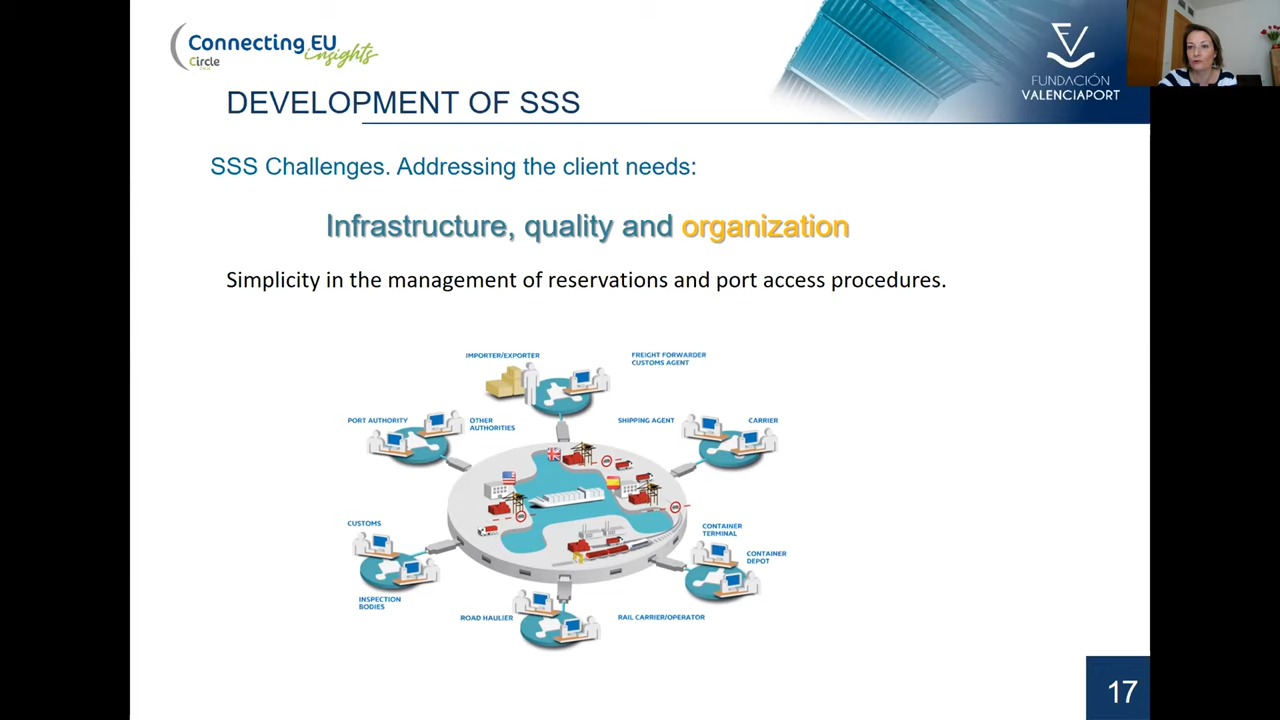 Connecting EU
insights
Circle
FUNDACIÓN
VALENCIAPORT
DEVELOPMENT OF SSS
SSS Challenges. Addressing the client needs:
Infrastructure, quality and organization
Simplicity in the management of reservations and port access procedures.
IMPORTER/EXPORTER
FREIGHT FORWARDER
CUSTOMS AGENT
PORT AUTHORITY
OTHER
AUTHORITIES
SHIPPING AGENT
CARRIER
CUSTOMS
CONTAINER
TERMINAL
CONTAINER
DEPOT
INSPECTION
BODIES
ROAD HAULIER
RAIL CARRIER/OPERATOR
17